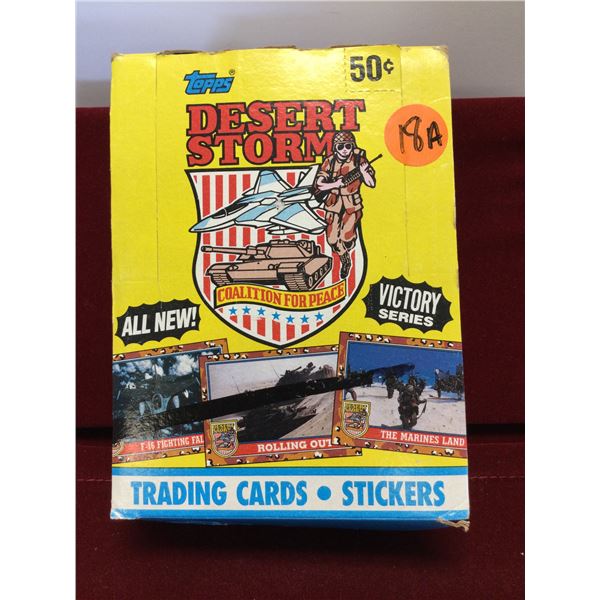 topps®
50¢
DESERT
STORM
18A
COALITION FOR PEACE
ALL NEW!
VICTORY
SERIES
F-16 FIGHTING FAL
ROLLING OUT
THE MARINES LAND
TRADING CARDS • STICKERS